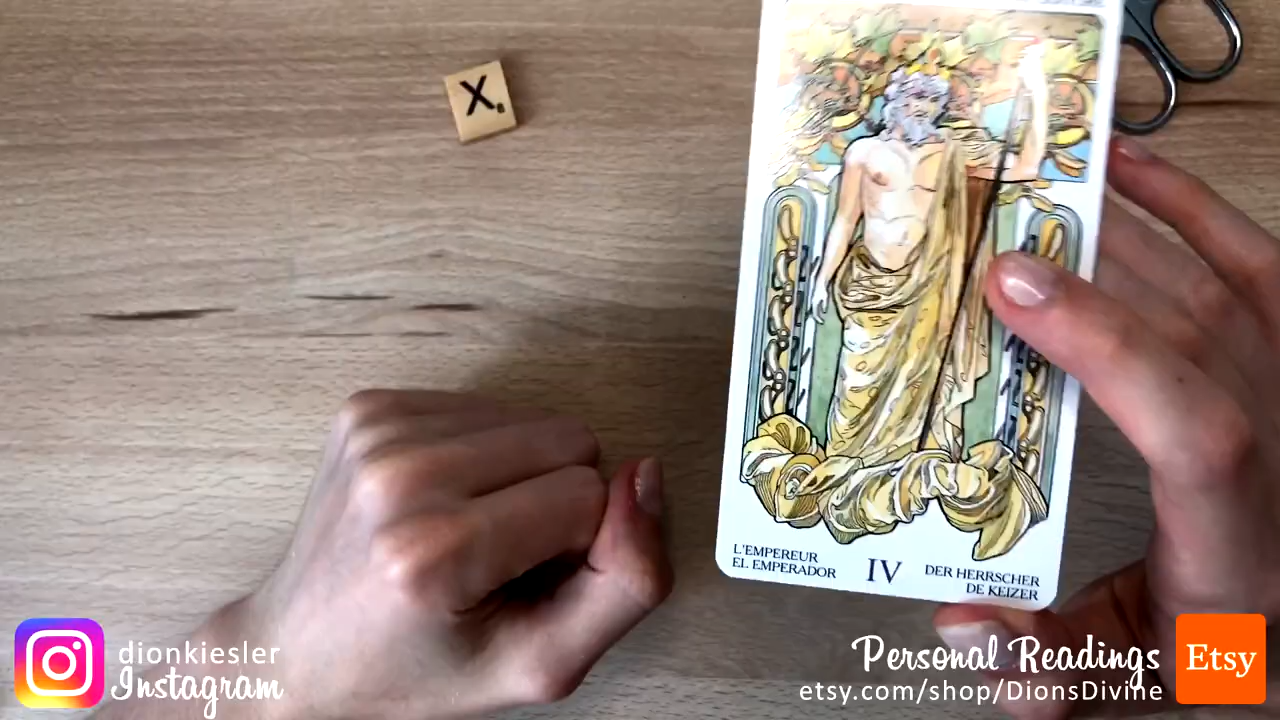 X
L'EMPEREUR
EL EMPERADOR
IV
DER HERRSCHER
DE KEIZER
dionkiesler
Instagram
Personal Readings
etsy.com/shop/DionsDivine
Etsy